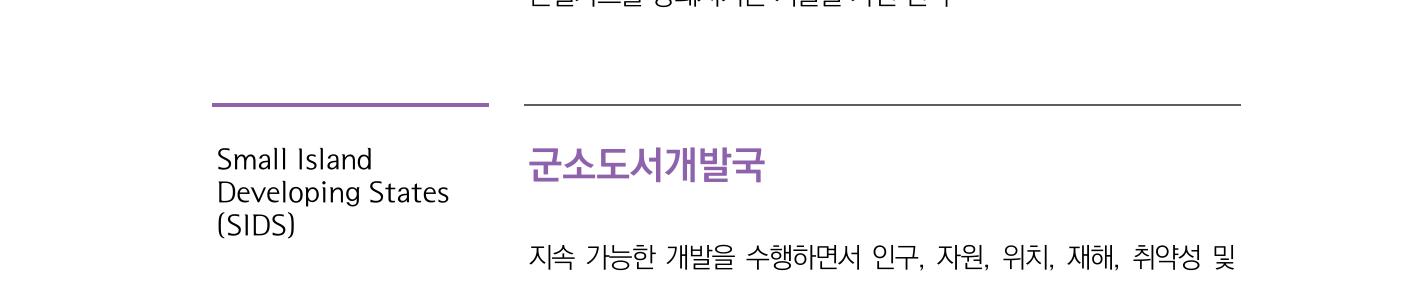 Small Island
Developing States
(SIDS)
군소도서개발국
지속 가능한 개발을 수행하면서 인구, 자원, 위치, 재해, 취약성 및